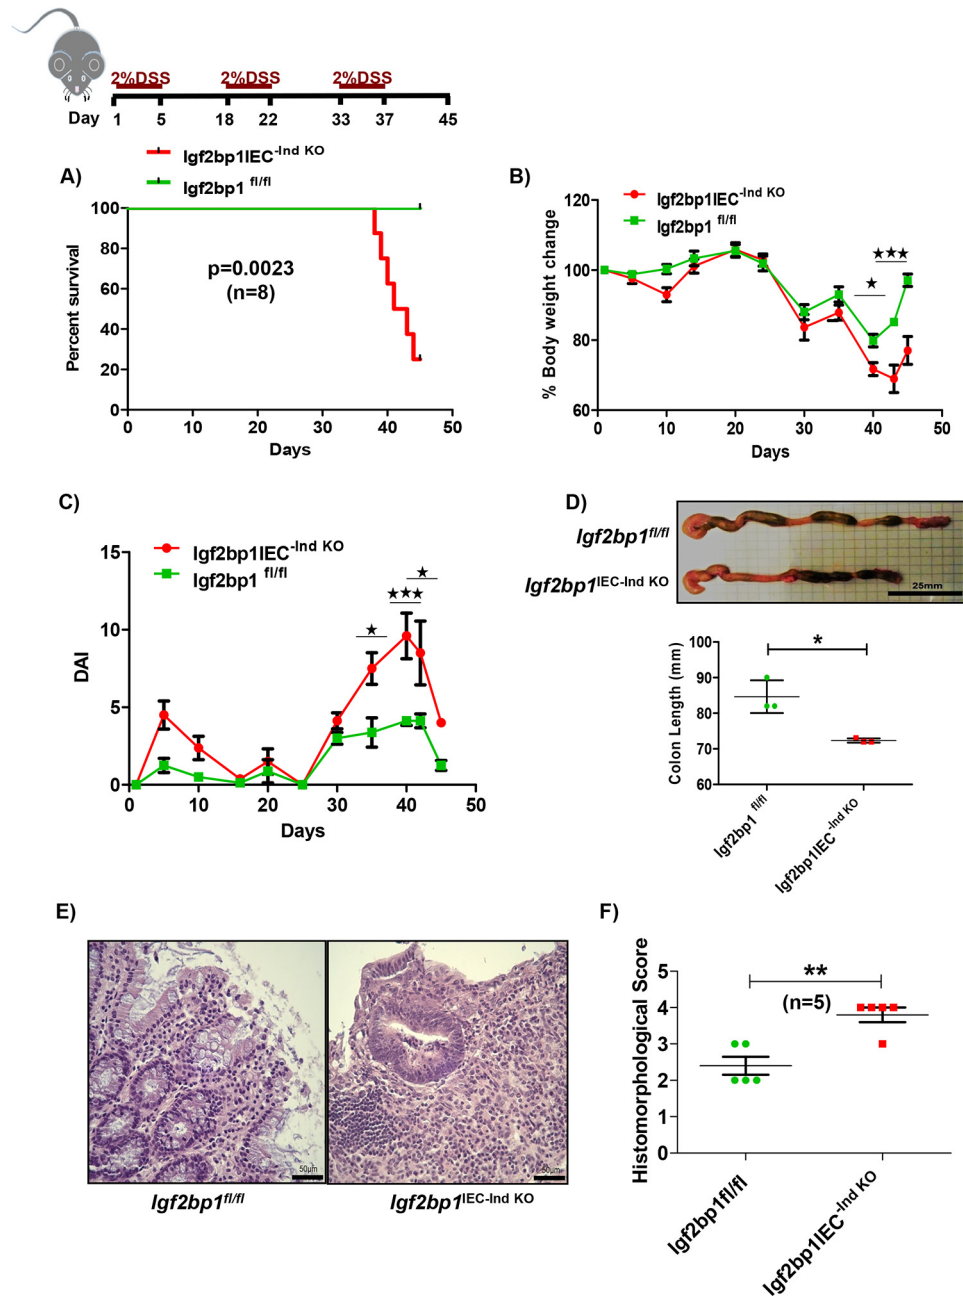 2%DSS 2%DSS 2%DSS
Day 1 5 18 22 33 37 45
Igf2bp1IEC-Ind KO
Igf2bp1 fl/fl
A)
100
80
60
40
20
0
Percent survival
p=0.0023
(n=8)
0 10 20 30 40 50
Days
B)
Igf2bp1IEC-Ind KO
Igf2bp1 fl/fl
120
100
80
60
% Body weight change
★
★★★
0 10 20 30 40 50
Days
C)
Igf2bp1IEC-Ind KO
Igf2bp1 fl/fl
15
10
5
0
DAI
★
★★★
★
0 10 20 30 40 50
Days
D)
Igf2bp1fl/fl
Igf2bp1IEC-Ind KO
25mm
100
90
80
70
60
Colon Length (mm)
*
Igf2bp1 fl/fl
Igf2bp1IEC-Ind KO
E)
50µm
50µm
Igf2bp1fl/fl
Igf2bp1IEC-Ind KO
F)
Histomorphological Score
5
4
3
2
1
0
**
(n=5)
Igf2bp1fl/fl
Igf2bp1IEC-Ind KO